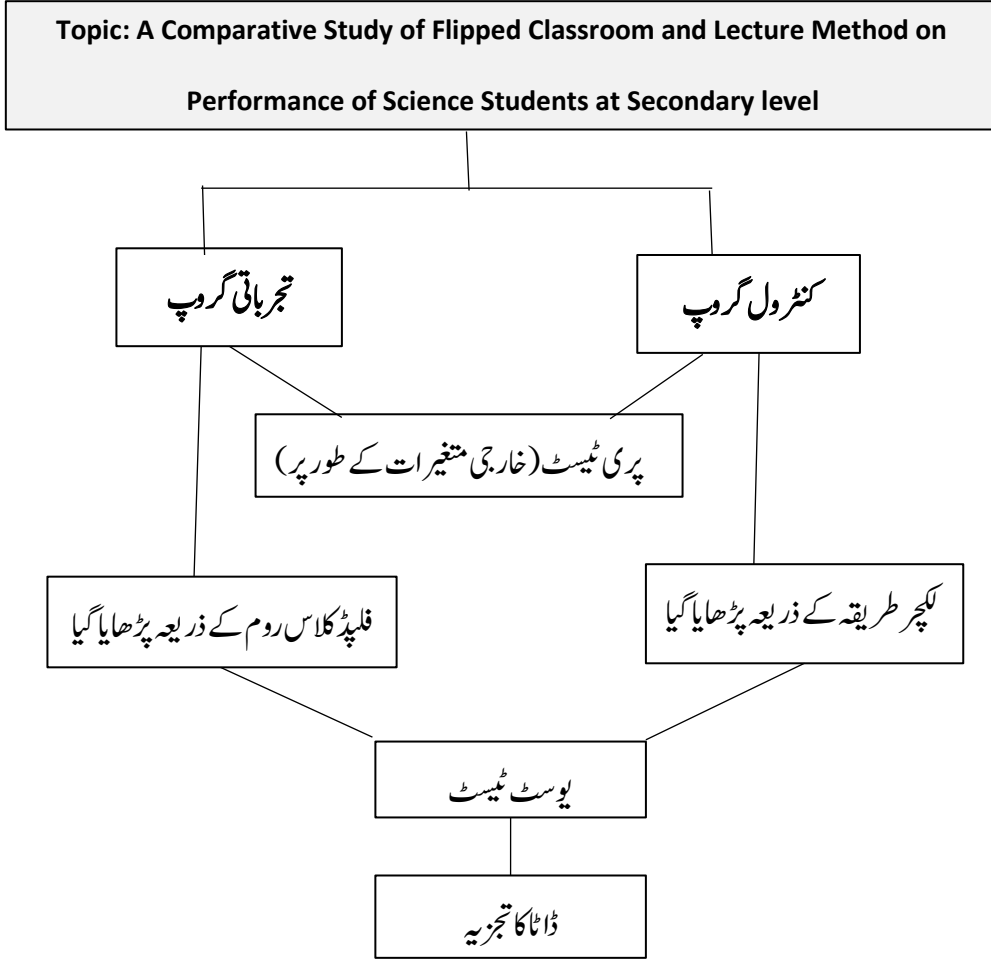 Topic: A Comparative Study of Flipped Classroom and Lecture Method on
Performance of Science Students at Secondary level
کنٹرول گروپ
تجرباتی گروپ
پری ٹیسٹ (خارجی متغیرات کے طور پر)
لکچر طریقہ کے ذریعہ پڑھایا گیا
فلپڈ کلاس روم کے ذریعہ پڑھایا گیا
پوسٹ ٹیسٹ
ڈاٹا کا تجزیہ